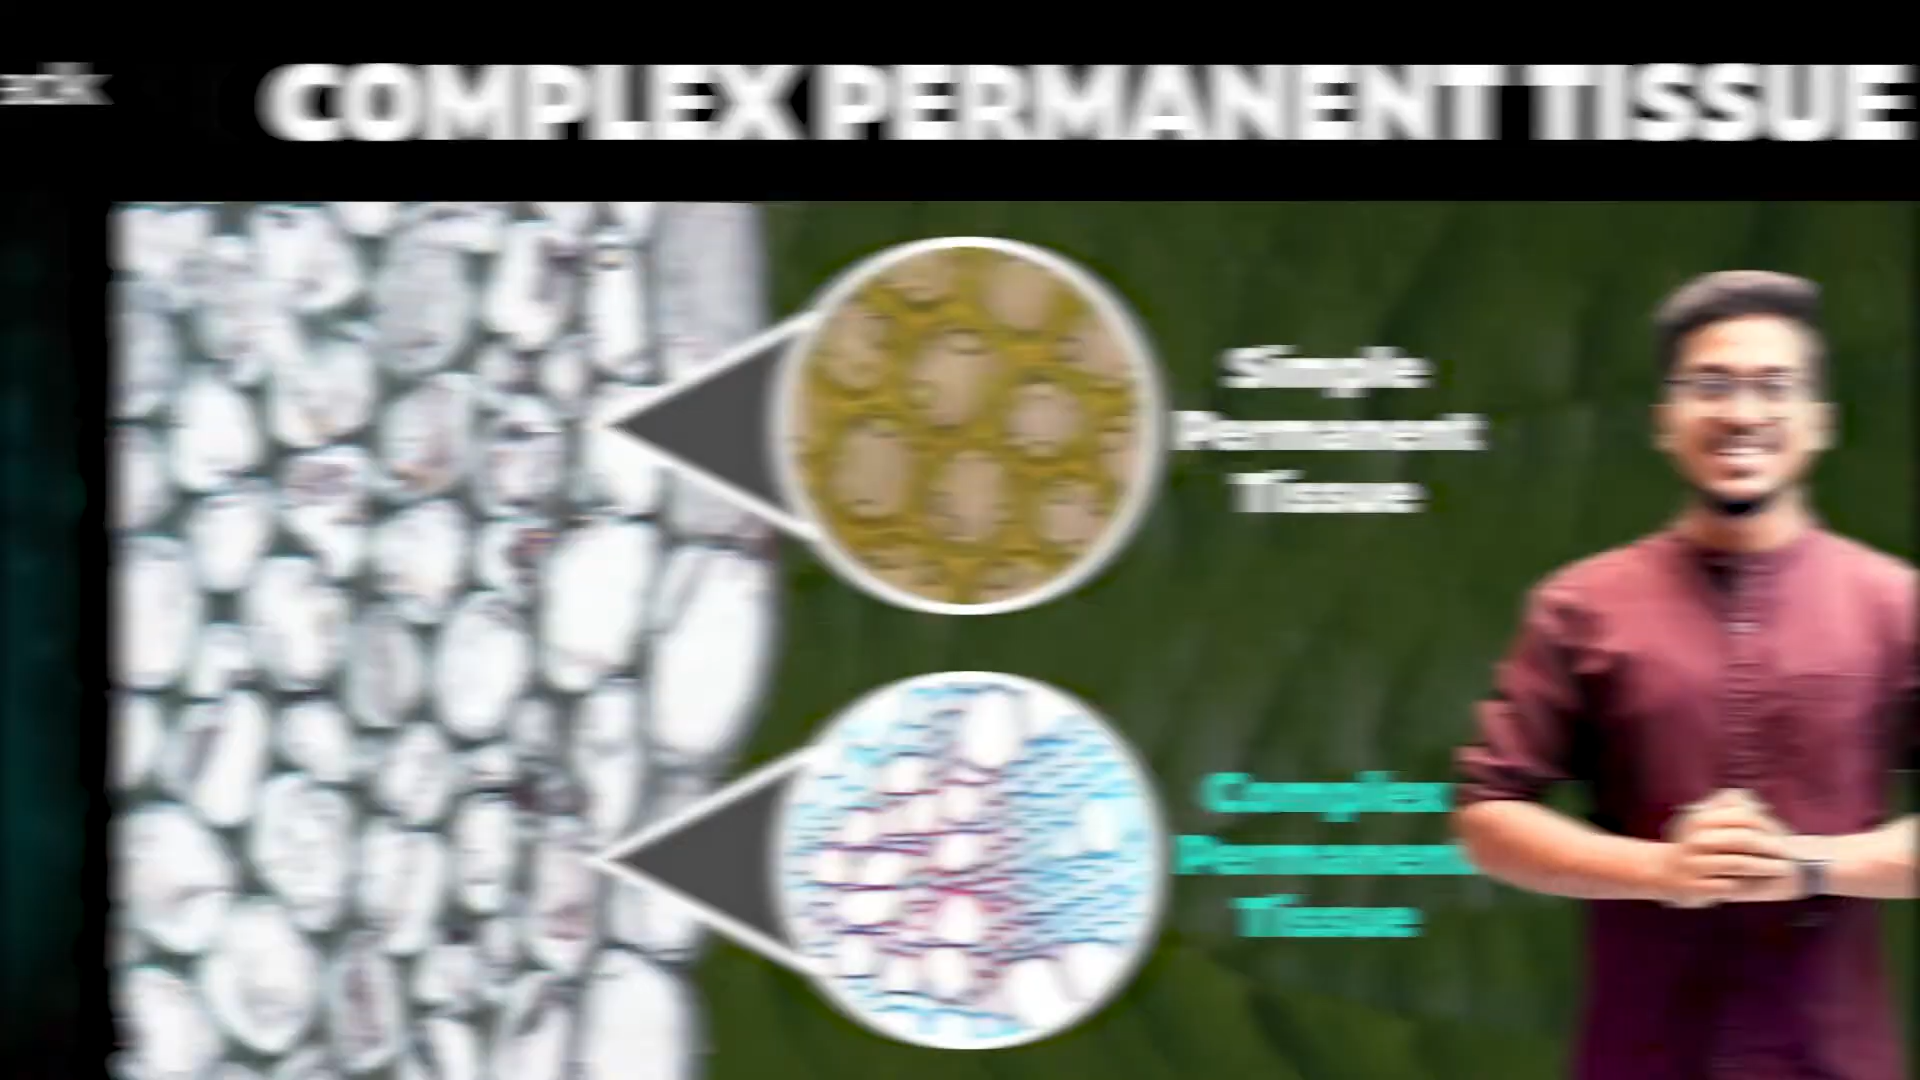 COMPLEX PERMANENT TISSUE
Simple
Permanent
Tissue
Complex
Permanent
Tissue